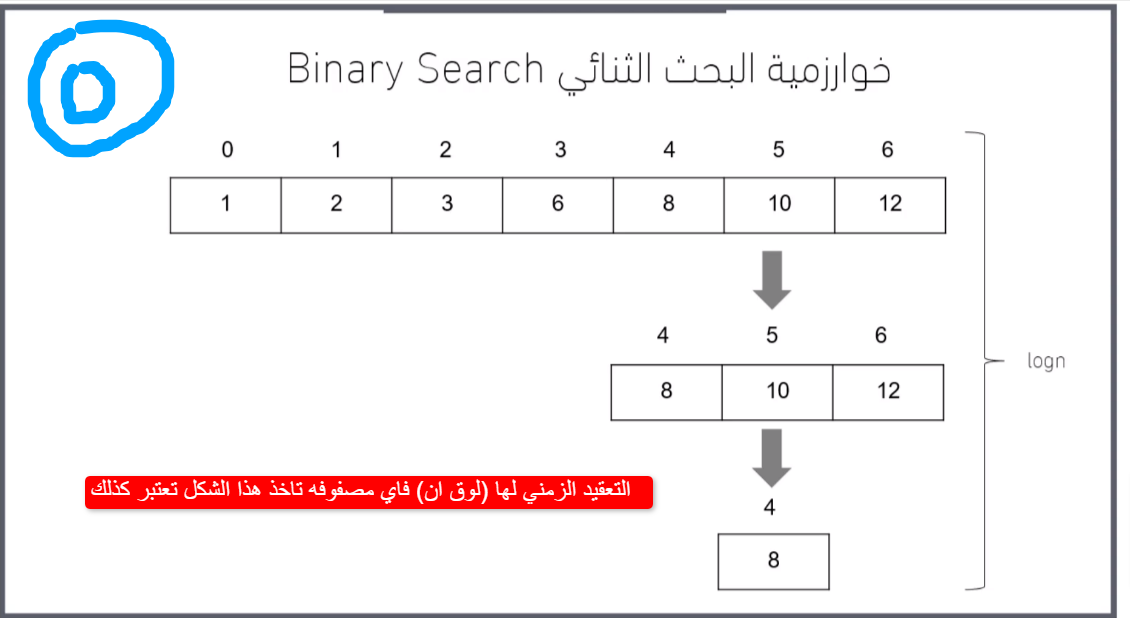 خوارزمية البحث الثنائي Binary Search
0 1 2 3 4 5 6
1 2 3 6 8 10 12
4 5 6
8 10 12
logn
التعقيد الزمني لها (لوق ان) فاي مصفوفه تاخذ هذا الشكل تعتبر كذلك
4
8